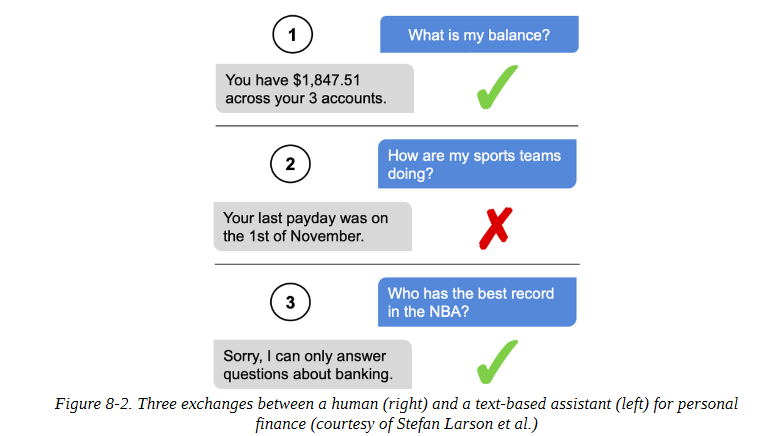 1
What is my balance?
You have $1,847.51
across your 3 accounts.
2
How are my sports teams
doing?
Your last payday was on
the 1st of November.
3
Who has the best record
in the NBA?
Sorry, I can only answer
questions about banking.
Figure 8-2. Three exchanges between a human (right) and a text-based assistant (left) for personal
finance (courtesy of Stefan Larson et al.)